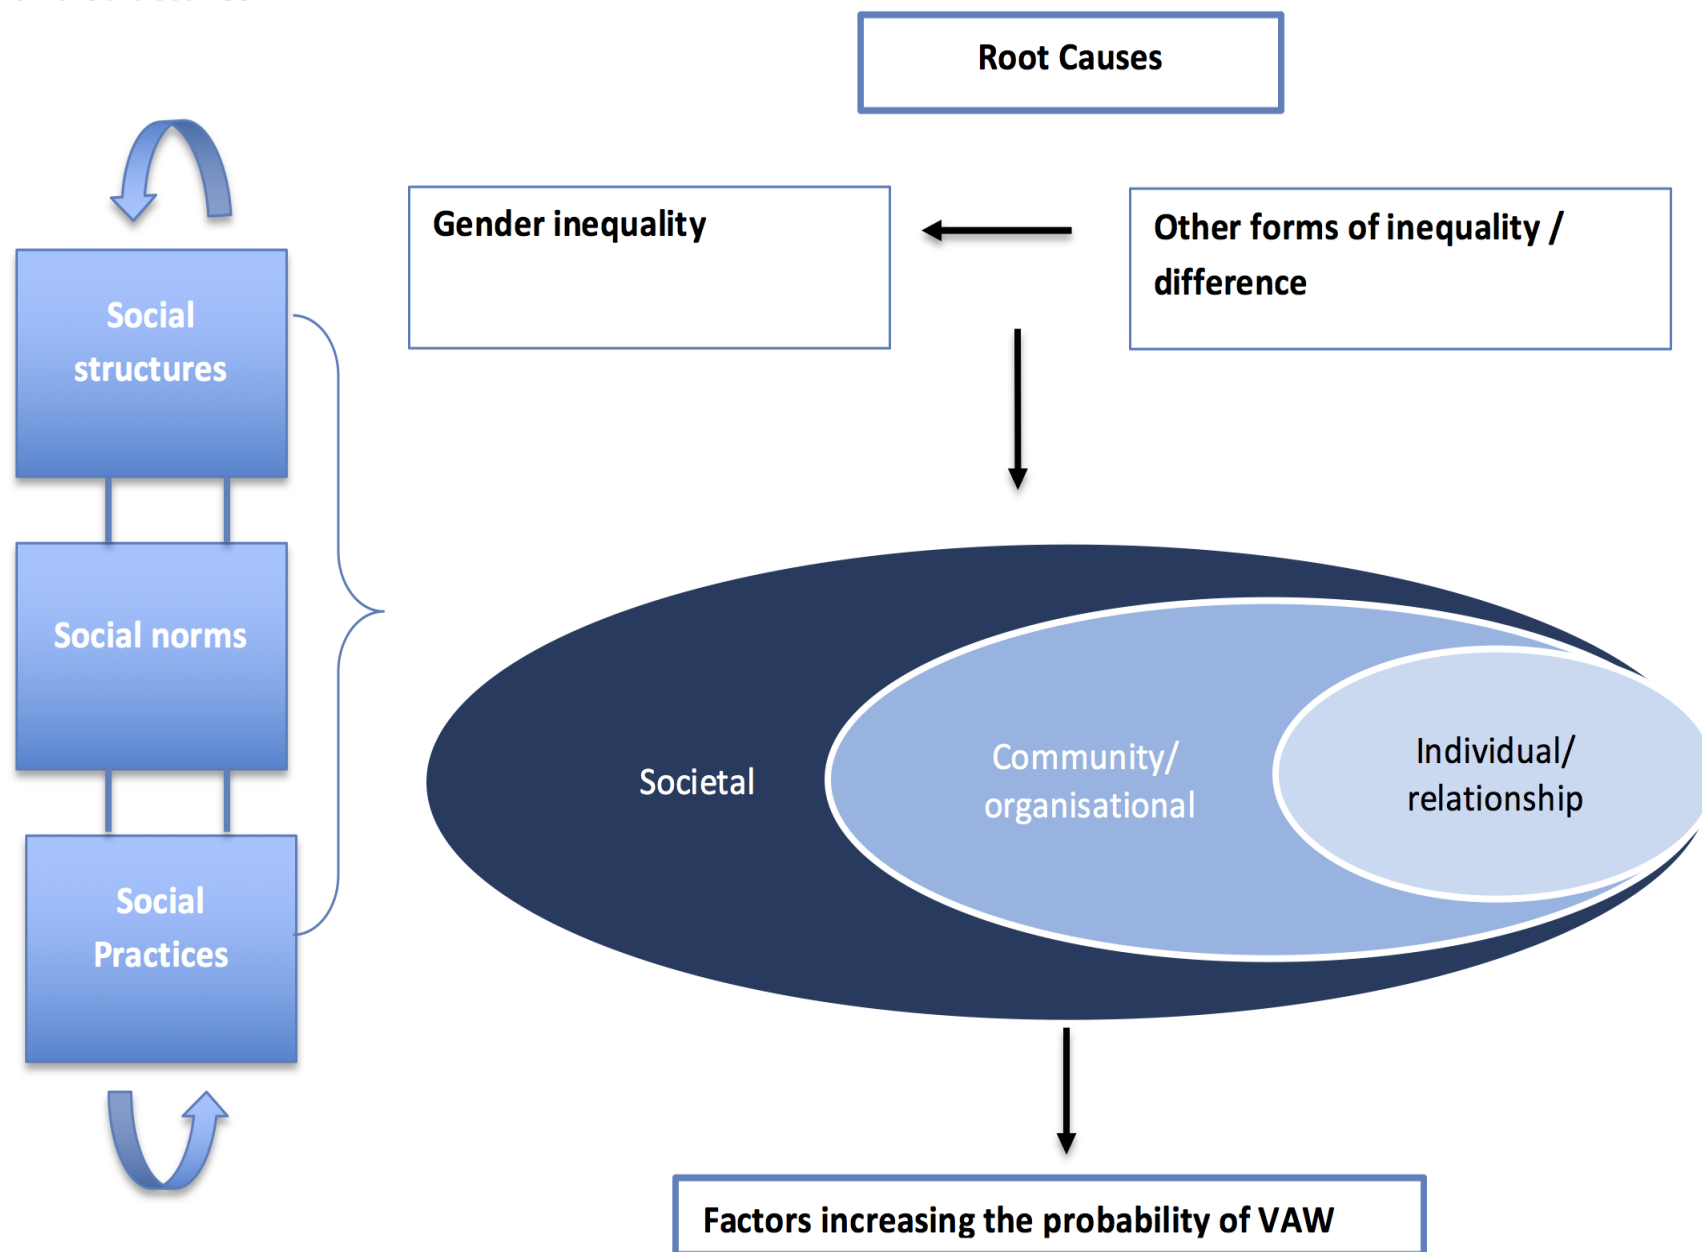 Root Causes
Gender inequality
Other forms of inequality /
difference
Social
structures
Social norms
Social
Practices
Societal
Community/
organisational
Individual/
relationship
Factors increasing the probability of VAW